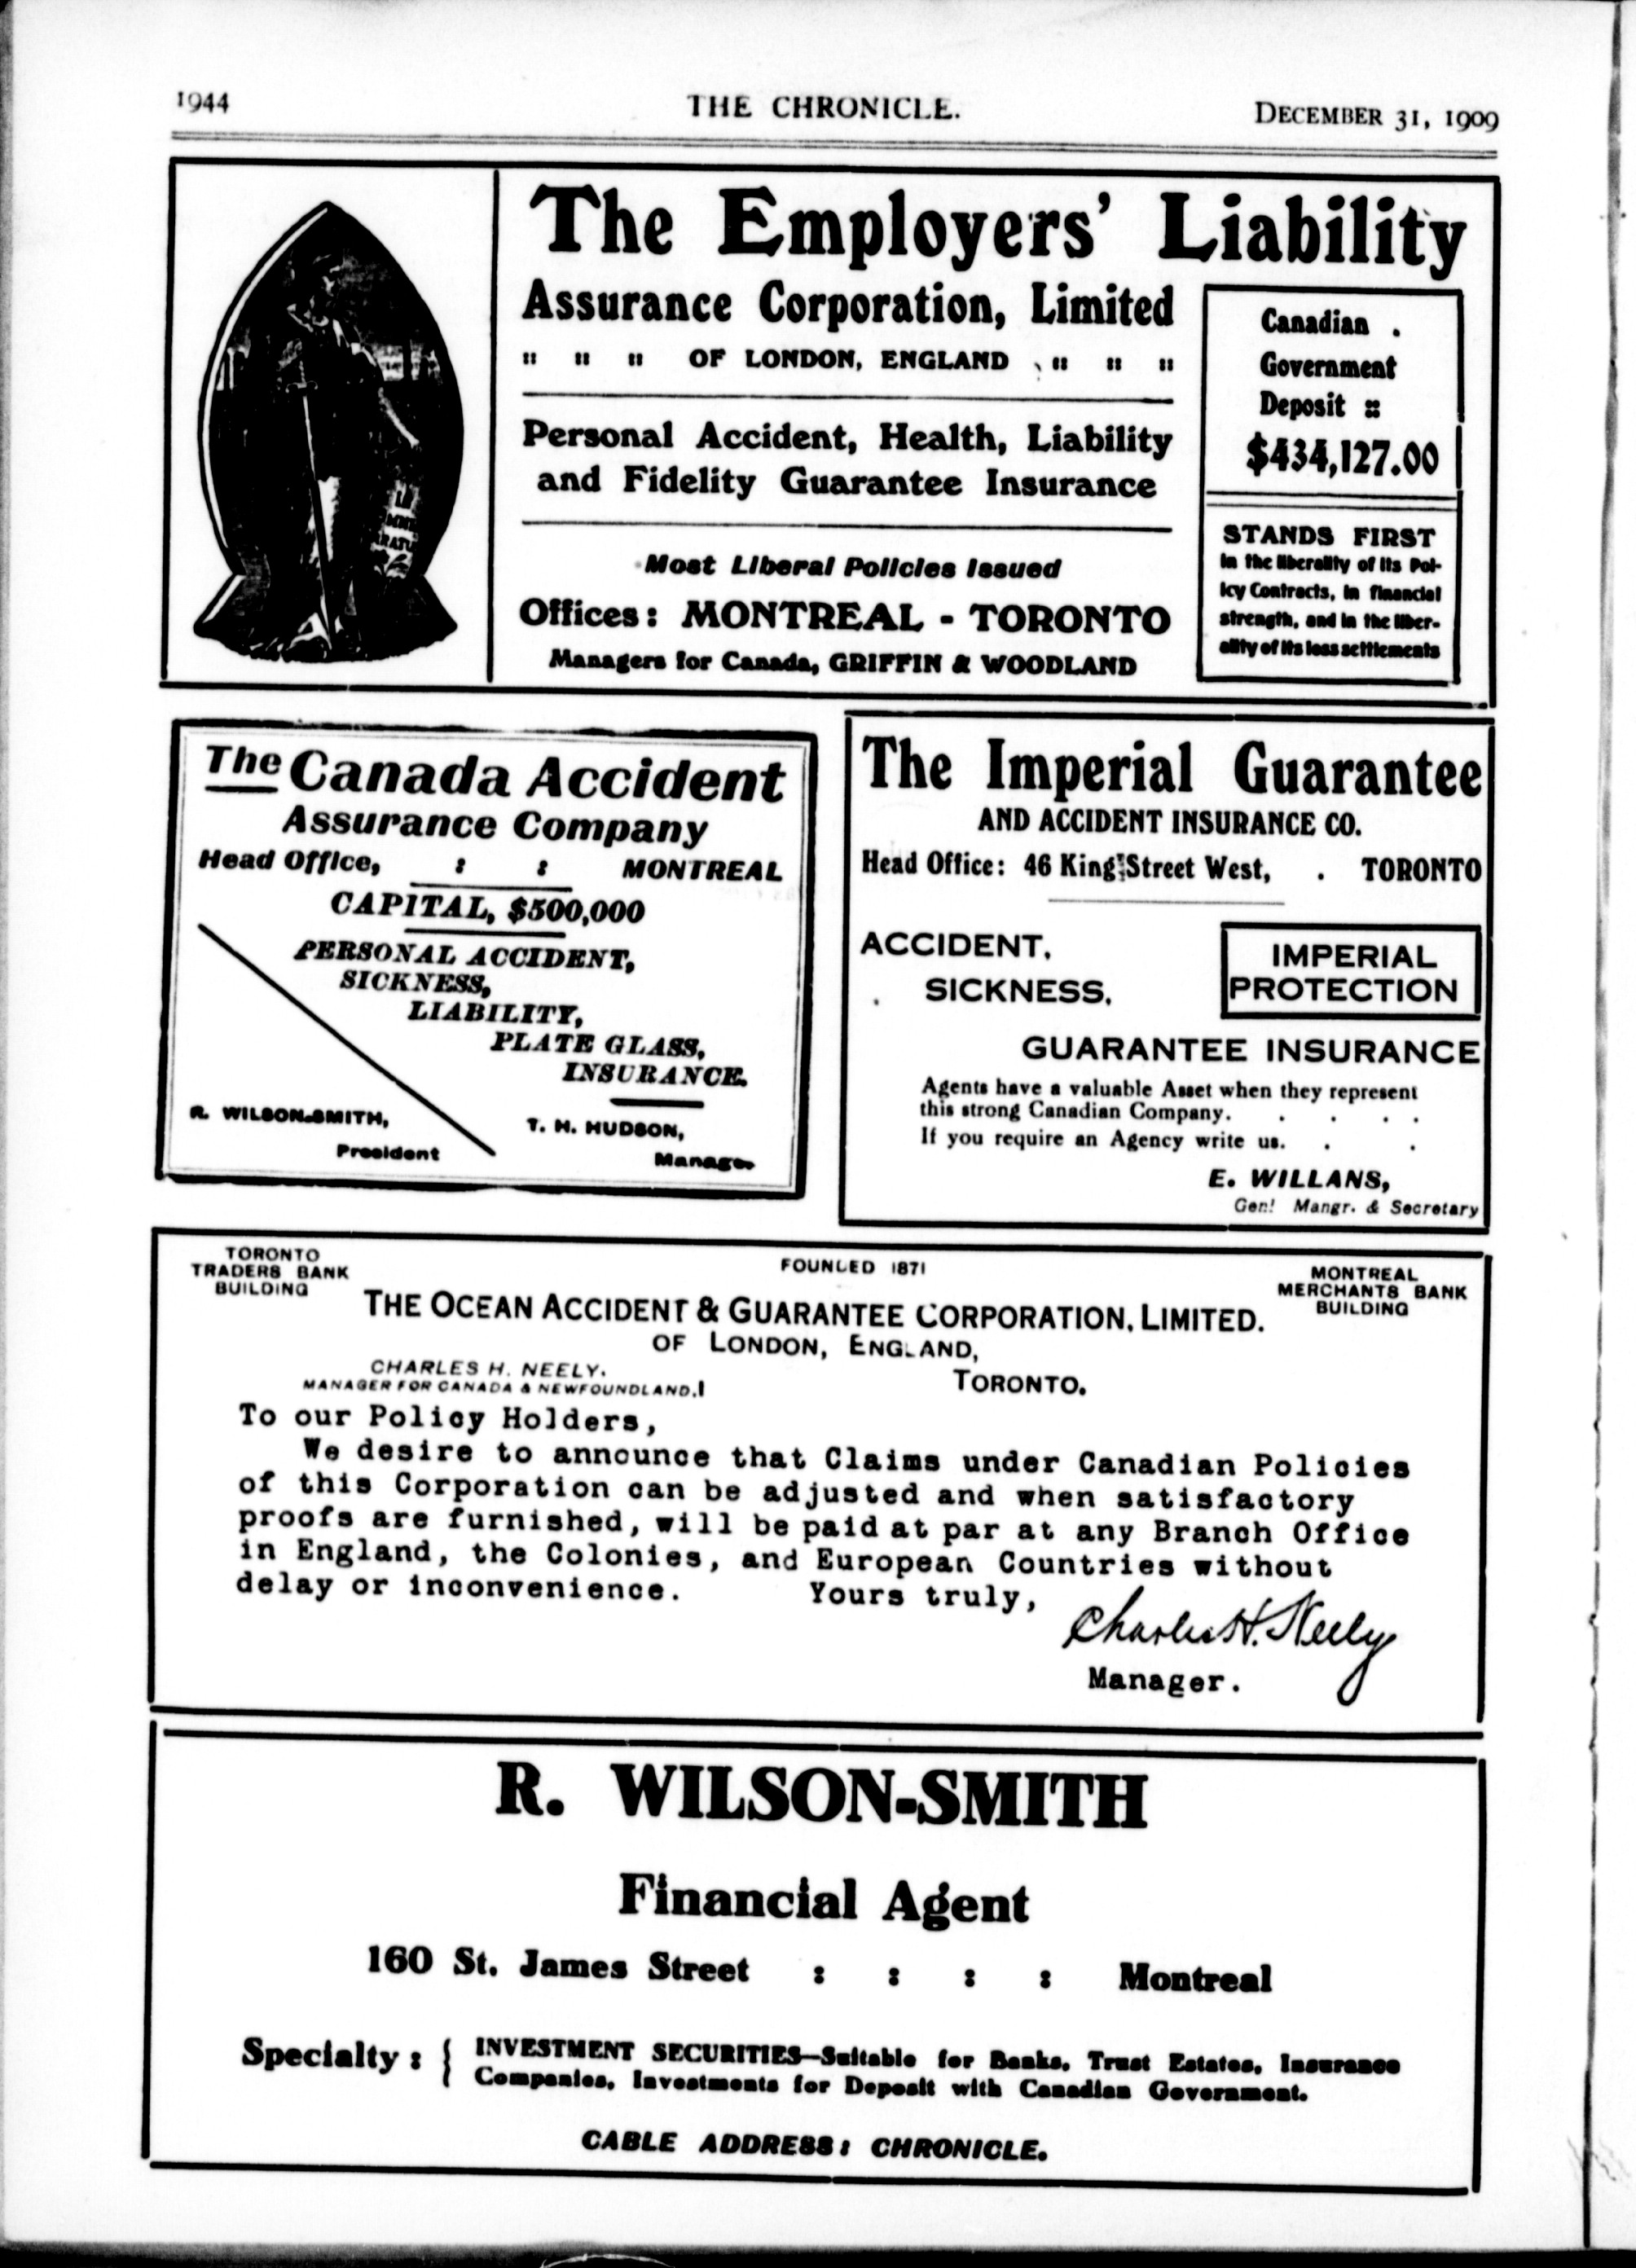 1944
THE CHRONICLE.
DECEMBER 31, 1909
The Employers' Liability
Assurance Corporation, Limited
" " " OF LONDON, ENGLAND " " "
Personal Accident, Health, Liability
and Fidelity Guarantee Insurance
Most Liberal Policies Issued
Offices: MONTREAL - TORONTO
Managers for Canada, GRIFFIN & WOODLAND
Canadian .
Government
Deposit ::
$434,127.00
STANDS FIRST
in the liberality of its Pol-
icy Contracts, in financial
strength, and in the liber-
ality of its loss settlements
The Canada Accident
Assurance Company
Head Office, : : MONTREAL
CAPITAL, $500,000
PERSONAL ACCIDENT,
SICKNESS,
LIABILITY,
PLATE GLASS,
INSURANCE.
R. WILSON-SMITH,
President
T. H. HUDSON,
Manager
The Imperial Guarantee
AND ACCIDENT INSURANCE CO.
Head Office: 46 King Street West, . TORONTO
ACCIDENT,
SICKNESS,
IMPERIAL
PROTECTION
GUARANTEE INSURANCE
Agents have a valuable Asset when they represent
this strong Canadian Company. . . . .
If you require an Agency write us. . .
E. WILLANS,
Genl Mangr. & Secretary
TORONTO
TRADERS BANK
BUILDING
FOUNDED 1871
MONTREAL
MERCHANTS BANK
BUILDING
THE OCEAN ACCIDENT & GUARANTEE CORPORATION, LIMITED.
OF LONDON, ENGLAND,
CHARLES H. NEELY.
MANAGER FOR CANADA & NEWFOUNDLAND.
TORONTO.
To our Policy Holders,
We desire to announce that Claims under Canadian Policies
of this Corporation can be adjusted and when satisfactory
proofs are furnished, will be paid at par at any Branch Office
in England, the Colonies, and European Countries without
delay or inconvenience. Yours truly,
Charles H. Neely
Manager.
R. WILSON-SMITH
Financial Agent
160 St. James Street : : : : Montreal
Specialty : { INVESTMENT SECURITIES—Suitable for Banks, Trust Estates, Insurance
Companies, Investments for Deposit with Canadian Government.
CABLE ADDRESS : CHRONICLE.